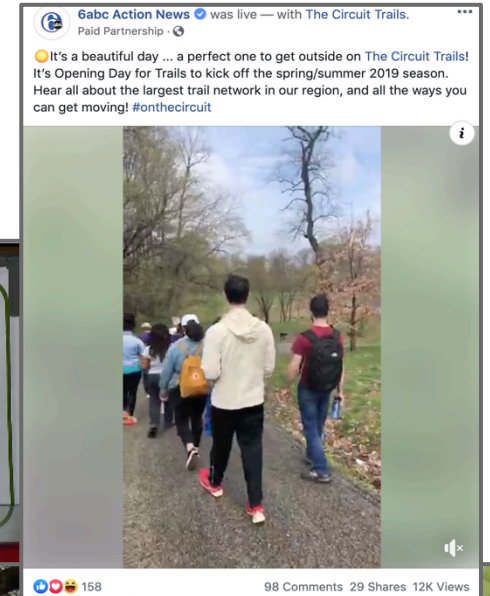 6abc Action News was live — with The Circuit Trails.
Paid Partnership ·
It's a beautiful day ... a perfect one to get outside on The Circuit Trails!
It's Opening Day for Trails to kick off the spring/summer 2019 season.
Hear all about the largest trail network in our region, and all the ways you
can get moving! #onthecircuit
158 98 Comments 29 Shares 12K Views